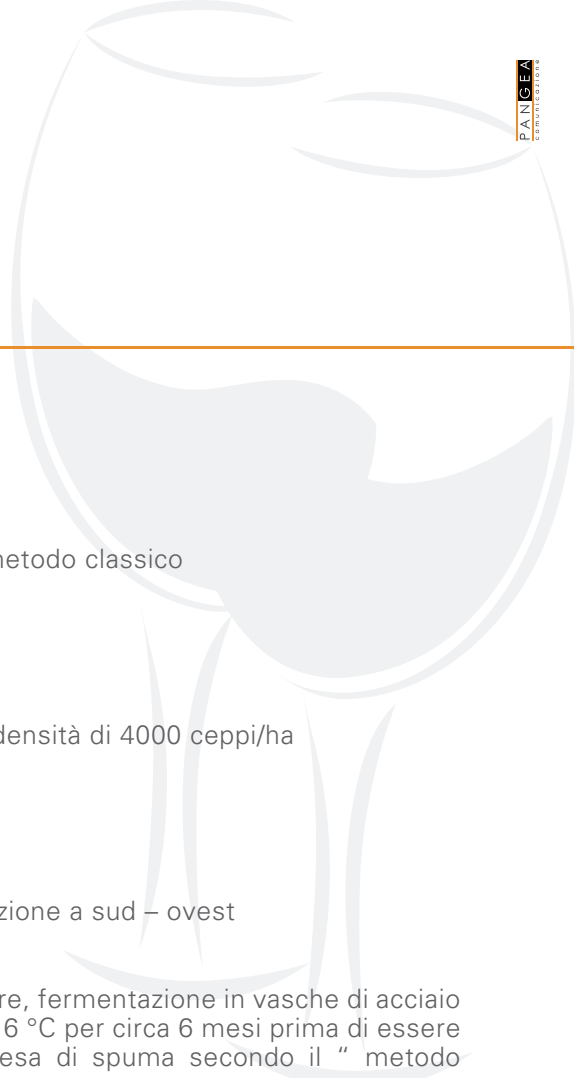 PANGEA
comunicazione
metodo classico
densità di 4000 ceppi/ha
zione a sud – ovest
re, fermentazione in vasche di acciaio
6 °C per circa 6 mesi prima di essere
esa di spuma secondo il “ metodo